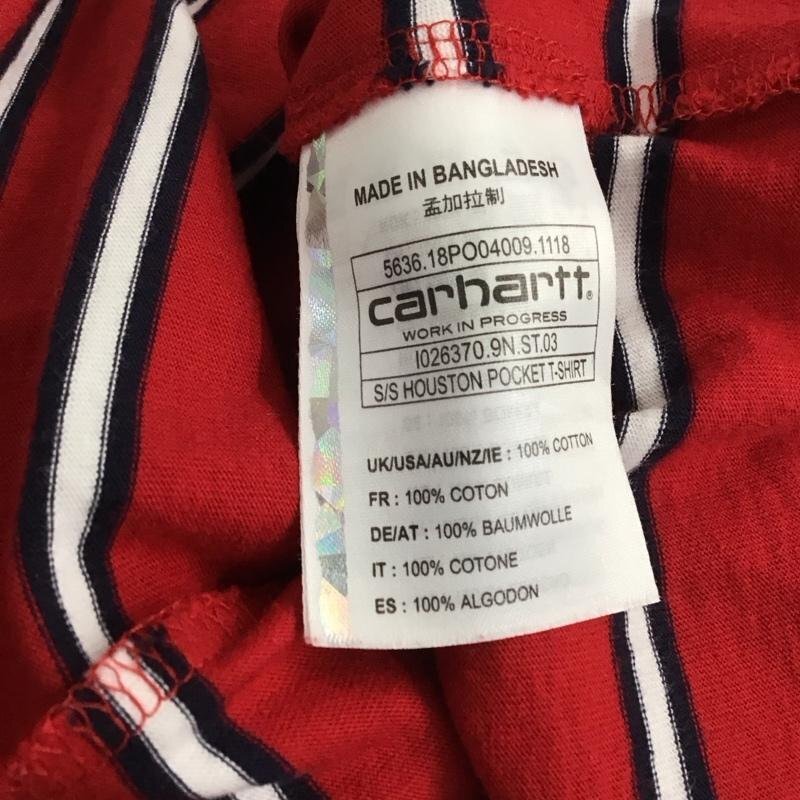 MADE IN BANGLADESH
孟加拉制
5636.18PO04009.1118
carhartt®
WORK IN PROGRESS
I026370.9N.ST.03
S/S HOUSTON POCKET T-SHIRT
UK/USA/AU/NZ/IE : 100% COTTON
FR : 100% COTON
DE/AT : 100% BAUMWOLLE
IT : 100% COTONE
ES : 100% ALGODON